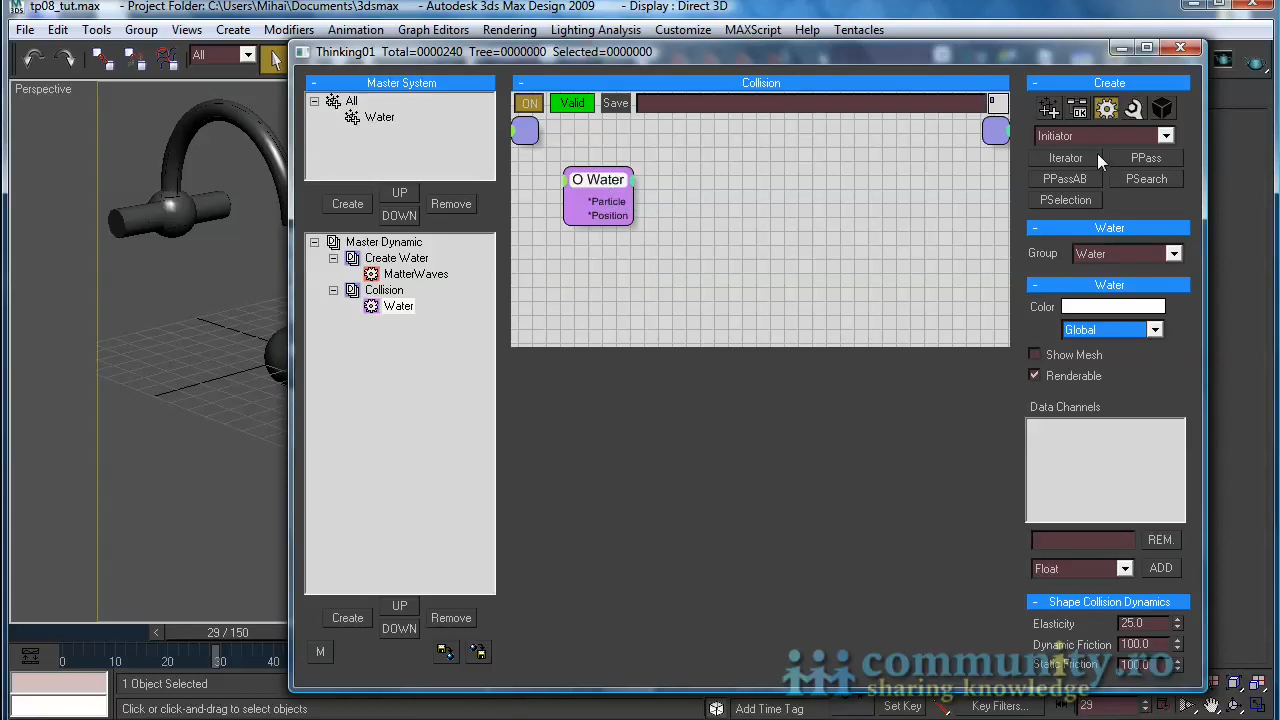 tp08_tut.max - Project Folder: C:\Users\Mihai\Documents\3dsmax - Autodesk 3ds Max Design 2009 - Display : Direct 3D
File Edit Tools Group Views Create Modifiers Animation Graph Editors Rendering Lighting Analysis Customize MAXScript Help Tentacles
Thinking01 Total=0000240 Tree=0000000 Selected=0000000
All
Perspective
- Master System
All
Water
UP
Create
Remove
DOWN
Master Dynamic
Create Water
MatterWaves
Collision
Water
UP
Create
Remove
DOWN
M
- Collision
ON Valid Save
0
O Water
*Particle
*Position
- Create
Initiator
Iterator PPass
PPassAB PSearch
PSelection
- Water
Group Water
- Water
Color
Global
Show Mesh
Renderable
Data Channels
REM.
Float ADD
- Shape Collision Dynamics
Elasticity 25.0
Dynamic Friction 100.0
Static Friction 100.0
community.ro
sharing knowledge
< 29 / 150
0 10 20 30 40
1 Object Selected
Click or click-and-drag to select objects
Add Time Tag
Set Key Key Filters... 29